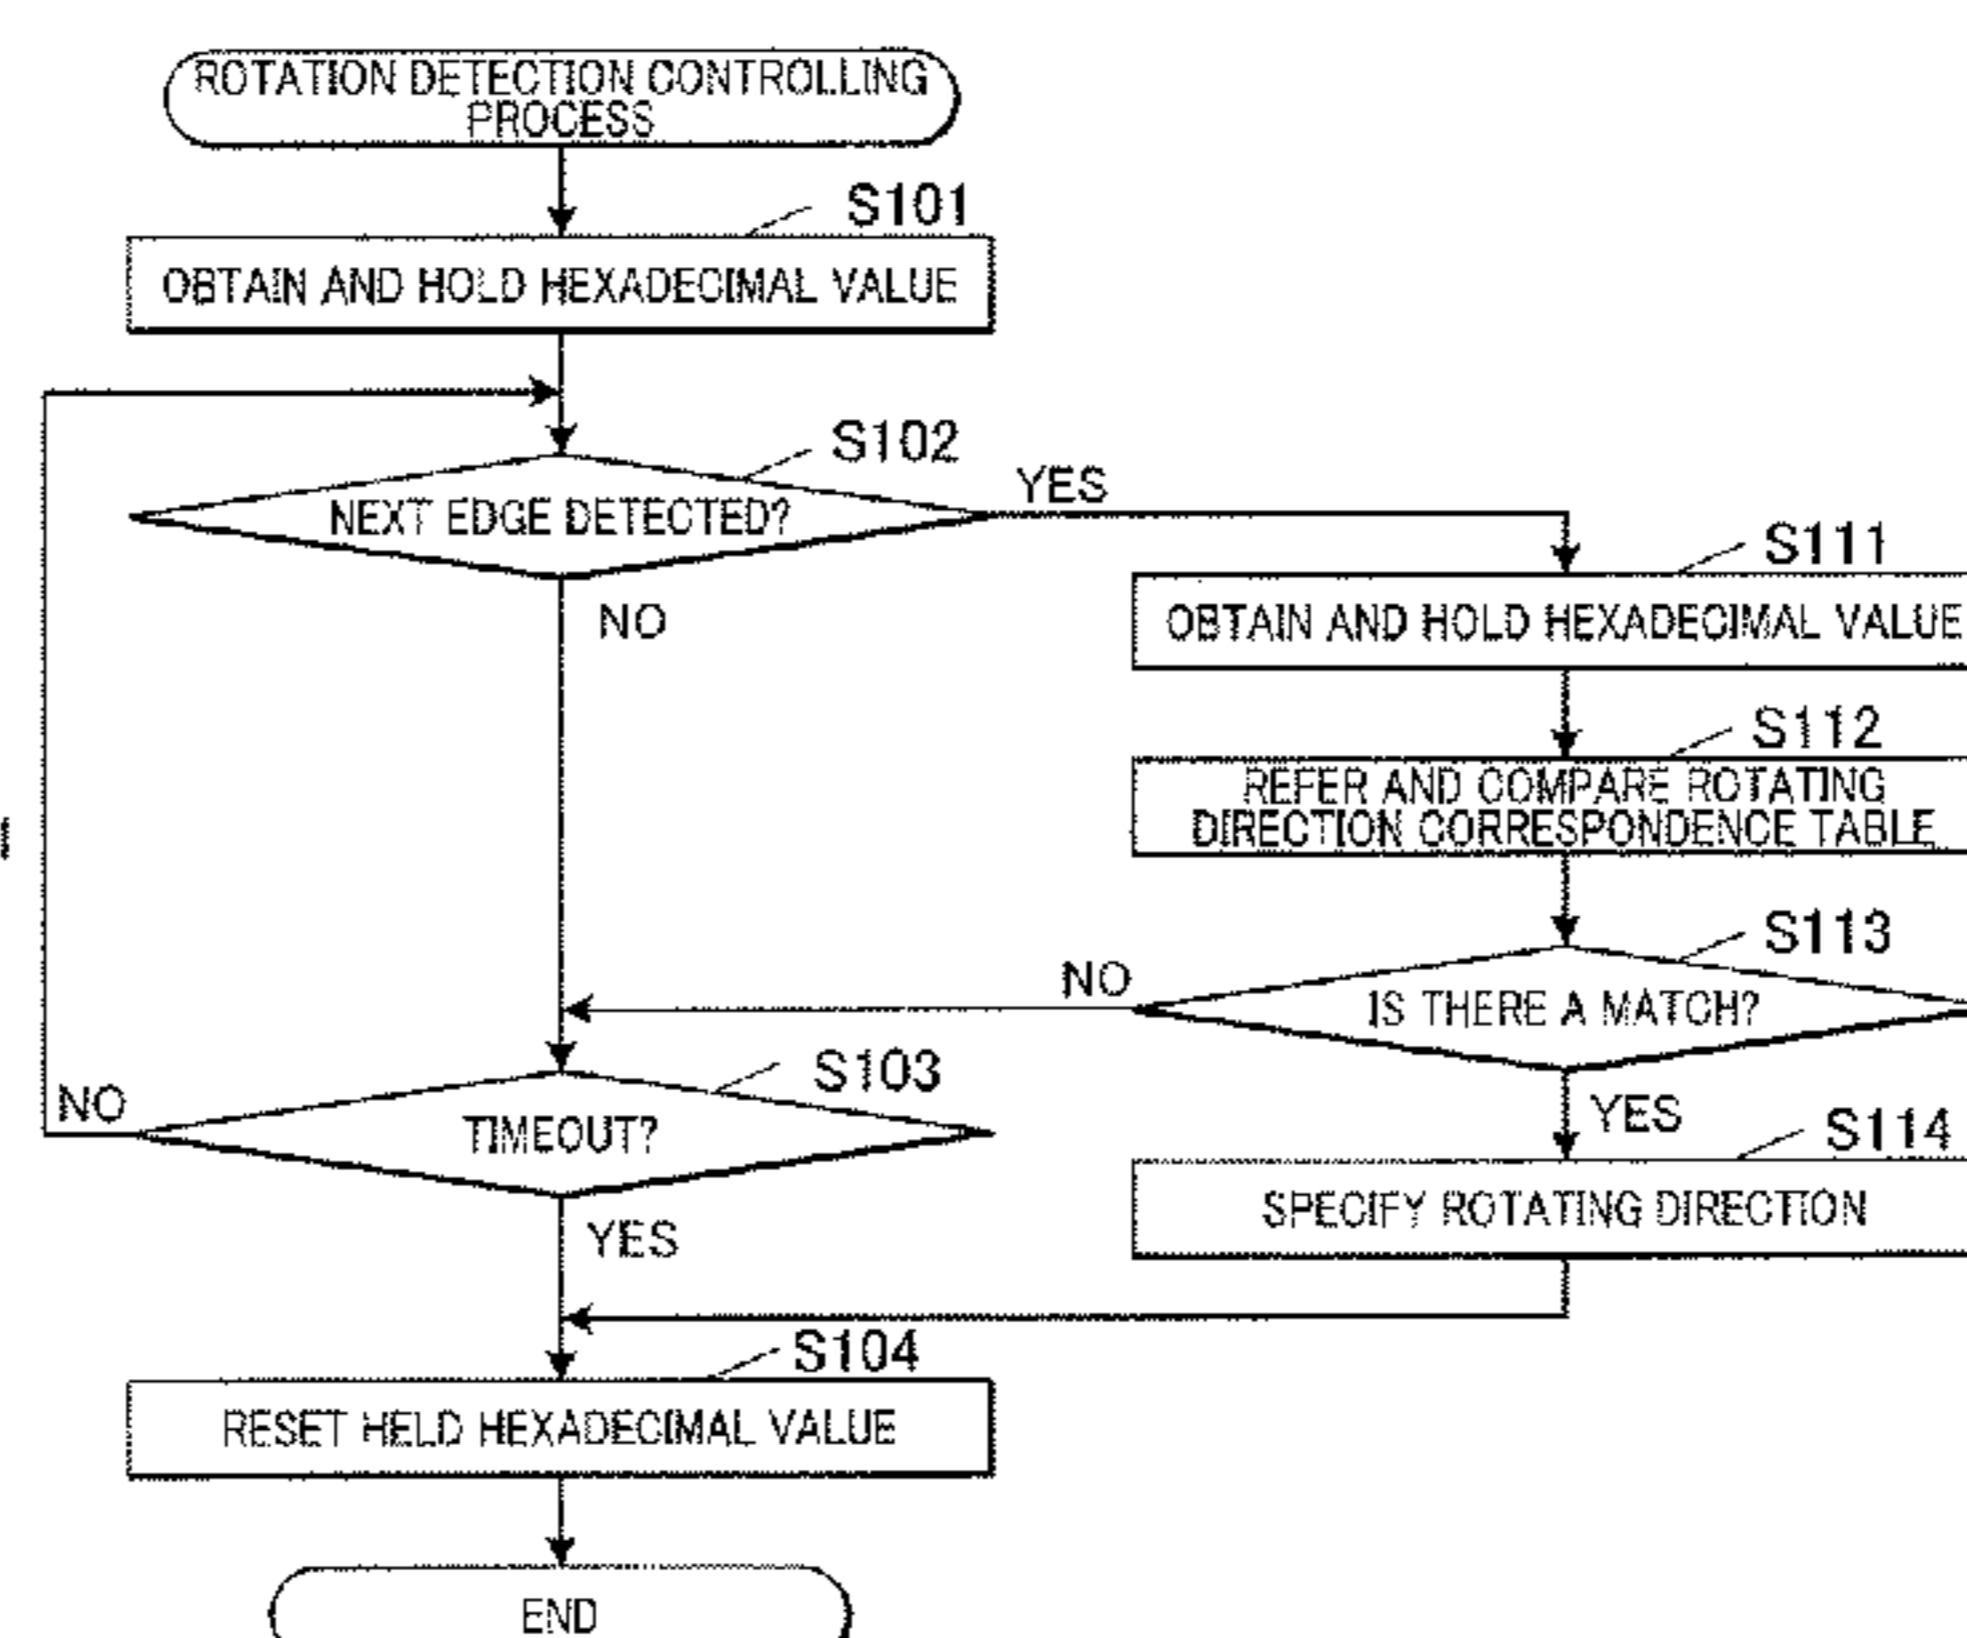 ROTATION DETECTION CONTROLLING
PROCESS
S101
OBTAIN AND HOLD HEXADECIMAL VALUE
S102
NEXT EDGE DETECTED?
YES
NO
S111
OBTAIN AND HOLD HEXADECIMAL VALUE
S112
REFER AND COMPARE ROTATING
DIRECTION CORRESPONDENCE TABLE
S113
IS THERE A MATCH?
NO
YES
S103
TIMEOUT?
NO
YES
S114
SPECIFY ROTATING DIRECTION
S104
RESET HELD HEXADECIMAL VALUE
END